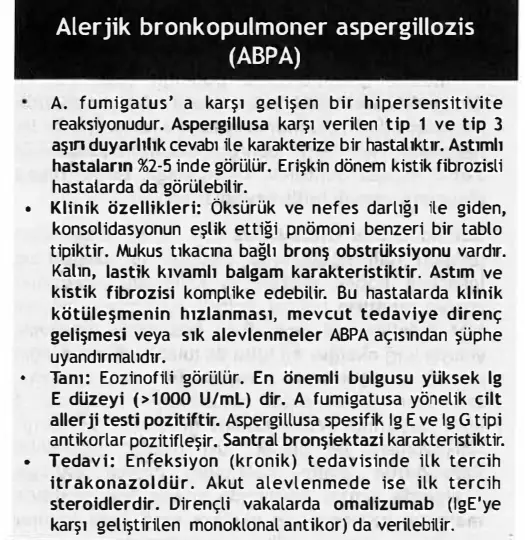 Alerjik bronkopulmoner aspergillozis
(ABPA)
• A. fumigatus' a karşı gelişen bir hipersensitivite
reaksiyonudur. Aspergillusa karşı verilen tip 1 ve tip 3
aşırı duyarlılık cevabı ile karakterize bir hastalıktır. Astımlı
hastaların %2-5 inde görülür. Erişkin dönem kistik fibrozisli
hastalarda da görülebilir.
• Klinik özellikleri: Öksürük ve nefes darlığı ile giden,
konsolidasyonun eşlik ettiği pnömoni benzeri bir tablo
tipiktir. Mukus tıkacına bağlı bronş obstrüksiyonu vardır.
Kalın, lastik kıvamlı balgam karakteristiktir. Astım ve
kistik fibrozisi komplike edebilir. Bu hastalarda klinik
kötüleşmenin hızlanması, mevcut tedaviye direnç
gelişmesi veya sık alevlenmeler ABPA açısından şüphe
uyandırmalıdır.
• Tanı: Eozinofili görülür. En önemli bulgusu yüksek Ig
E düzeyi (>1000 U/mL) dir. A fumigatusa yönelik cilt
allerji testi pozitiftir. Aspergillusa spesifik Ig E ve Ig G tipi
antikorlar pozitifleşir. Santral bronşiektazi karakteristiktir.
• Tedavi: Enfeksiyon (kronik) tedavisinde ilk tercih
itrakonazoldür. Akut alevlenmede ise ilk tercih
steroidlerdir. Dirençli vakalarda omalizumab (IgE'ye
karşı geliştirilen monoklonal antikor) da verilebilir.